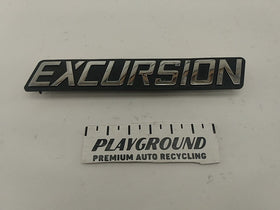 EXCURSION
PLAYGROUND
PREMIUM AUTO RECYCLING